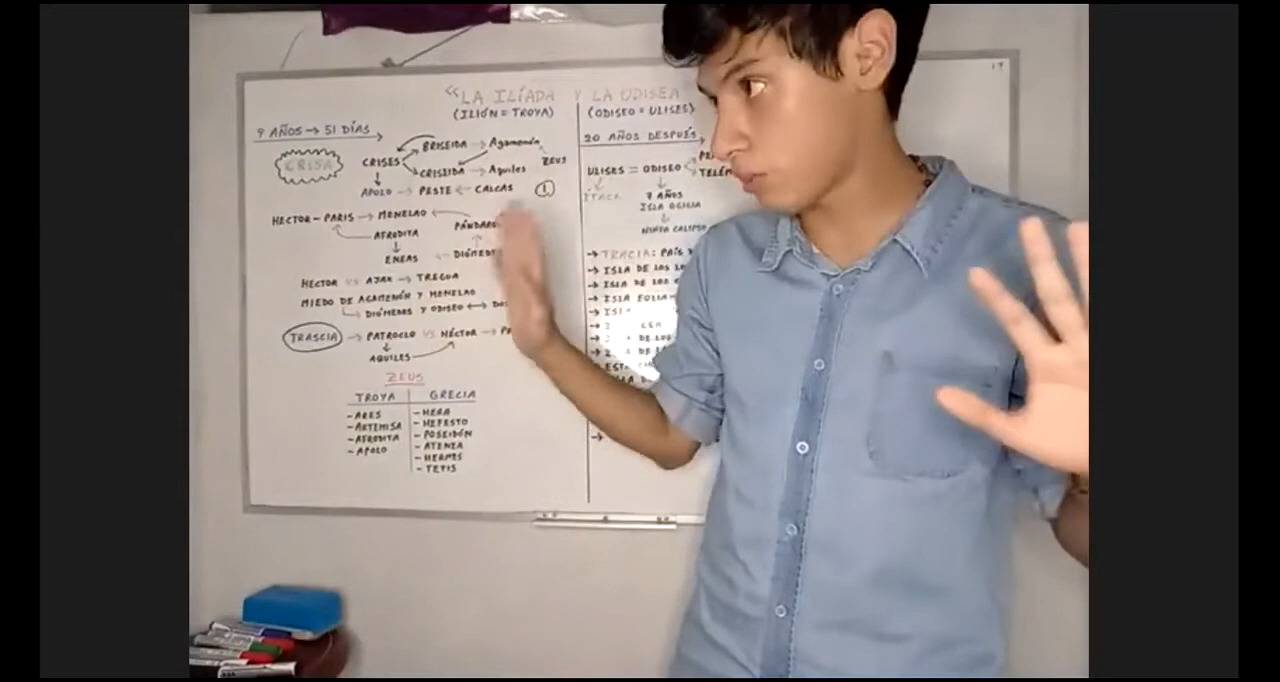 “LA ILÍADA Y LA ODISEA
(ILIÓN = TROYA)
9 AÑOS → 51 DÍAS
CRISA
BRISEIDA → Agamenón
CRISES
ZEUS
CRISEIDA → Aquiles
APOLO → PESTE ← CALCAS
1.
HECTOR – PARIS → MENELAO
AFRODITA
ENEAS
HECTOR VS AJAX → TREGUA
MIEDO DE AGAMENÓN Y MENELAO
DIÓMEDES Y ODISEO ↔
TRASCIA → PATROCLO VS HÉCTOR →
AQUILES
ZEUS
TROYA
- ARES
- ARTEMISA
- AFRODITA
- APOLO
GRECIA
- HERA
- HEFESTO
- POSEIDÓN
- ATENEA
- HERMES
- TETIS
(ODISEO = ULISES)
20 AÑOS DESPUÉS
ULISES = ODISEO
ÍTACA
7 AÑOS
ISLA OGIGIA
NINFA CALIPSO
→ TRACIA: PAÍS
→ ISLA DE LOS
→ ISLA DE LOS
→ ISLA EOLIA